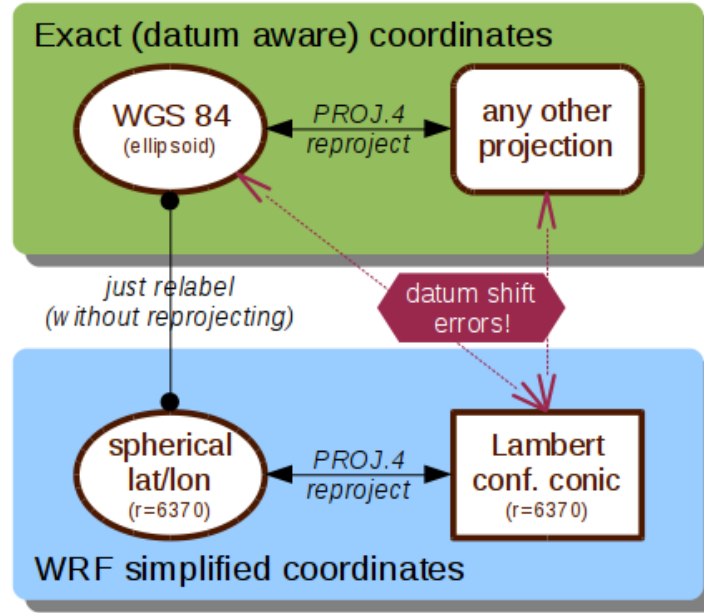 Exact (datum aware) coordinates
WGS 84
(ellipsoid)
PROJ.4
reproject
any other
projection
just relabel
(without reprojecting)
datum shift
errors!
spherical
lat/lon
(r=6370)
PROJ.4
reproject
Lambert
conf. conic
(r=6370)
WRF simplified coordinates